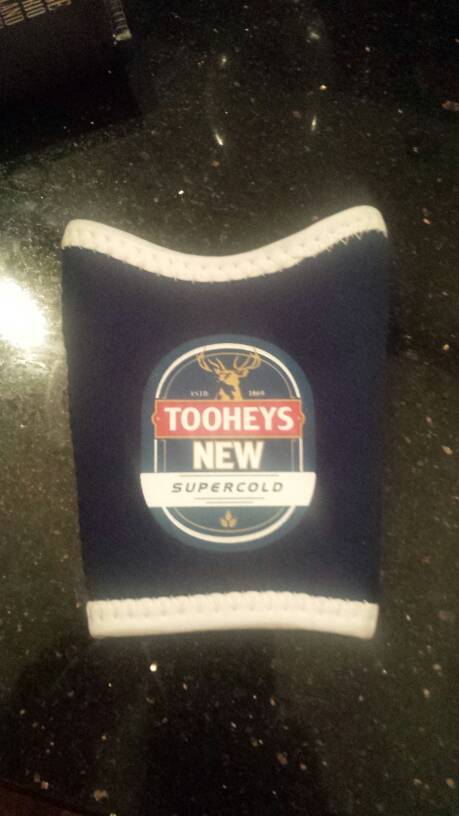 ESTD 1869
TOOHEYS
NEW
SUPERCOLD